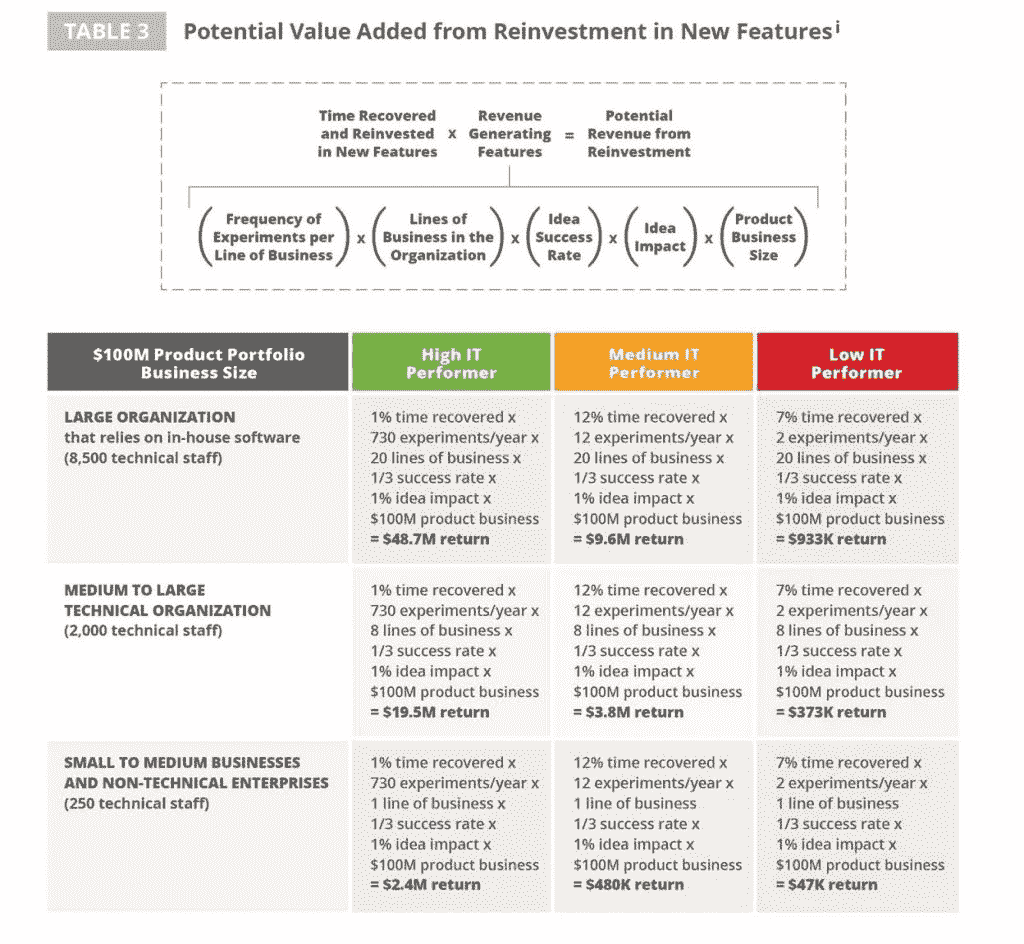 TABLE 3 Potential Value Added from Reinvestment in New Features i
Time Recovered
and Reinvested
in New Features
x
Revenue
Generating
Features
=
Potential
Revenue from
Reinvestment
(Frequency of
Experiments per
Line of Business)
x
(Lines of
Business in the
Organization)
x
(Idea
Success
Rate)
x
(Idea
Impact)
x
(Product
Business
Size)
$100M Product Portfolio
Business Size
High IT
Performer
Medium IT
Performer
Low IT
Performer
LARGE ORGANIZATION
that relies on in-house software
(8,500 technical staff)
1% time recovered x
730 experiments/year x
20 lines of business x
1/3 success rate x
1% idea impact x
$100M product business
= $48.7M return
12% time recovered x
12 experiments/year x
20 lines of business x
1/3 success rate x
1% idea impact x
$100M product business
= $9.6M return
7% time recovered x
2 experiments/year x
20 lines of business x
1/3 success rate x
1% idea impact x
$100M product business
= $933K return
MEDIUM TO LARGE
TECHNICAL ORGANIZATION
(2,000 technical staff)
1% time recovered x
730 experiments/year x
8 lines of business x
1/3 success rate x
1% idea impact x
$100M product business
= $19.5M return
12% time recovered x
12 experiments/year x
8 lines of business x
1/3 success rate x
1% idea impact x
$100M product business
= $3.8M return
7% time recovered x
2 experiments/year x
8 lines of business x
1/3 success rate x
1% idea impact x
$100M product business
= $373K return
SMALL TO MEDIUM BUSINESSES
AND NON-TECHNICAL ENTERPRISES
(250 technical staff)
1% time recovered x
730 experiments/year x
1 line of business x
1/3 success rate x
1% idea impact x
$100M product business
= $2.4M return
12% time recovered x
12 experiments/year x
1 line of business
1/3 success rate x
1% idea impact x
$100M product business
= $480K return
7% time recovered x
2 experiments/year x
1 line of business
1/3 success rate x
1% idea impact x
$100M product business
= $47K return